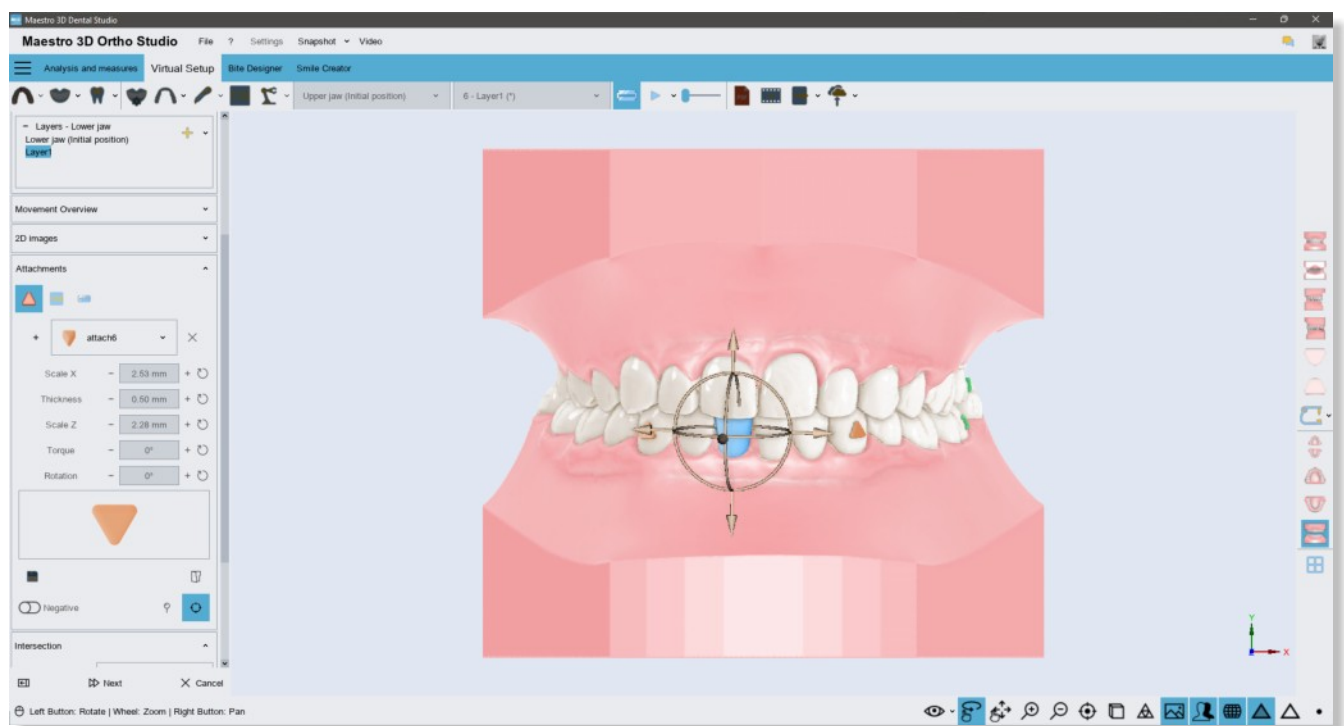 Maestro 3D Dental Studio
Maestro 3D Ortho Studio File ? Settings Snapshot Video
Analysis and measures Virtual Setup Bite Designer Smile Creator
Upper jaw (Initial position) 6 - Layer1 (*)
Layers - Lower jaw
Lower jaw (Initial position)
Layer1
Movement Overview
2D images
Attachments
attach6
Scale X - 2.53 mm +
Thickness - 0.50 mm +
Scale Z - 2.28 mm +
Torque - 0° +
Rotation - 0° +
Negative
Intersection
Next Cancel
Left Button: Rotate | Wheel: Zoom | Right Button: Pan
Y
X